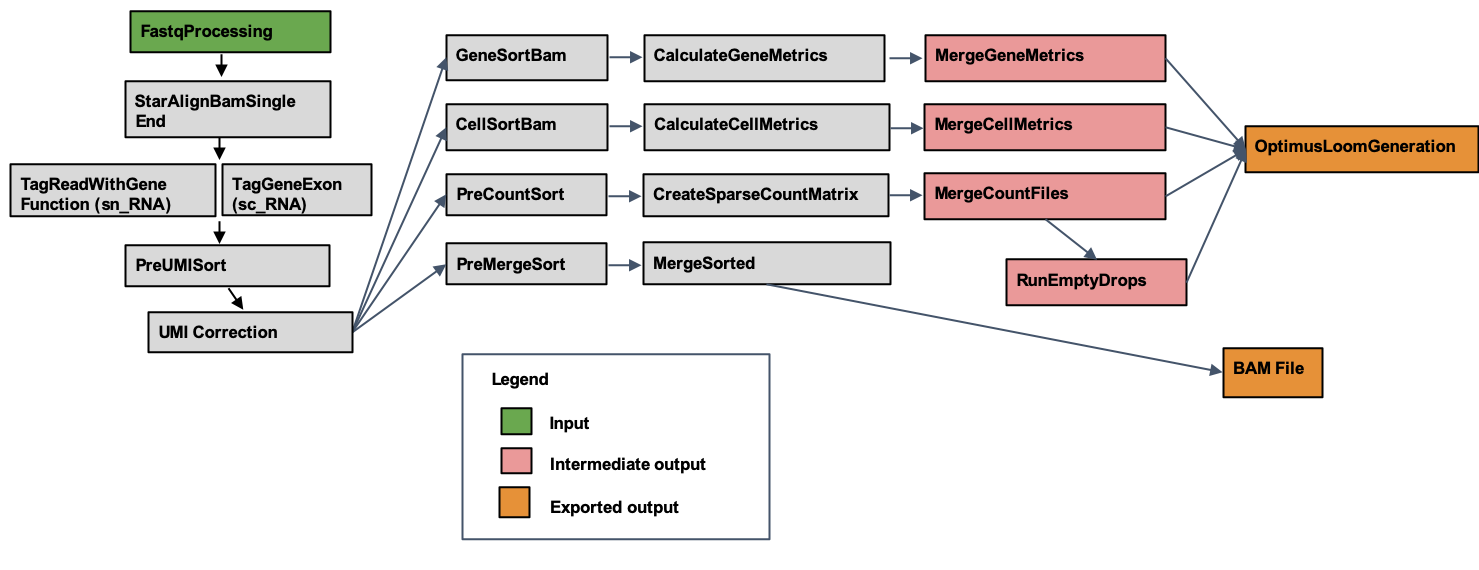 FastqProcessing
StarAlignBamSingle
End
TagReadWithGene
Function (sn_RNA)
TagGeneExon
(sc_RNA)
PreUMISort
UMI Correction
GeneSortBam
CalculateGeneMetrics
MergeGeneMetrics
CellSortBam
CalculateCellMetrics
MergeCellMetrics
PreCountSort
CreateSparseCountMatrix
MergeCountFiles
PreMergeSort
MergeSorted
RunEmptyDrops
OptimusLoomGeneration
BAM File
Legend
Input
Intermediate output
Exported output